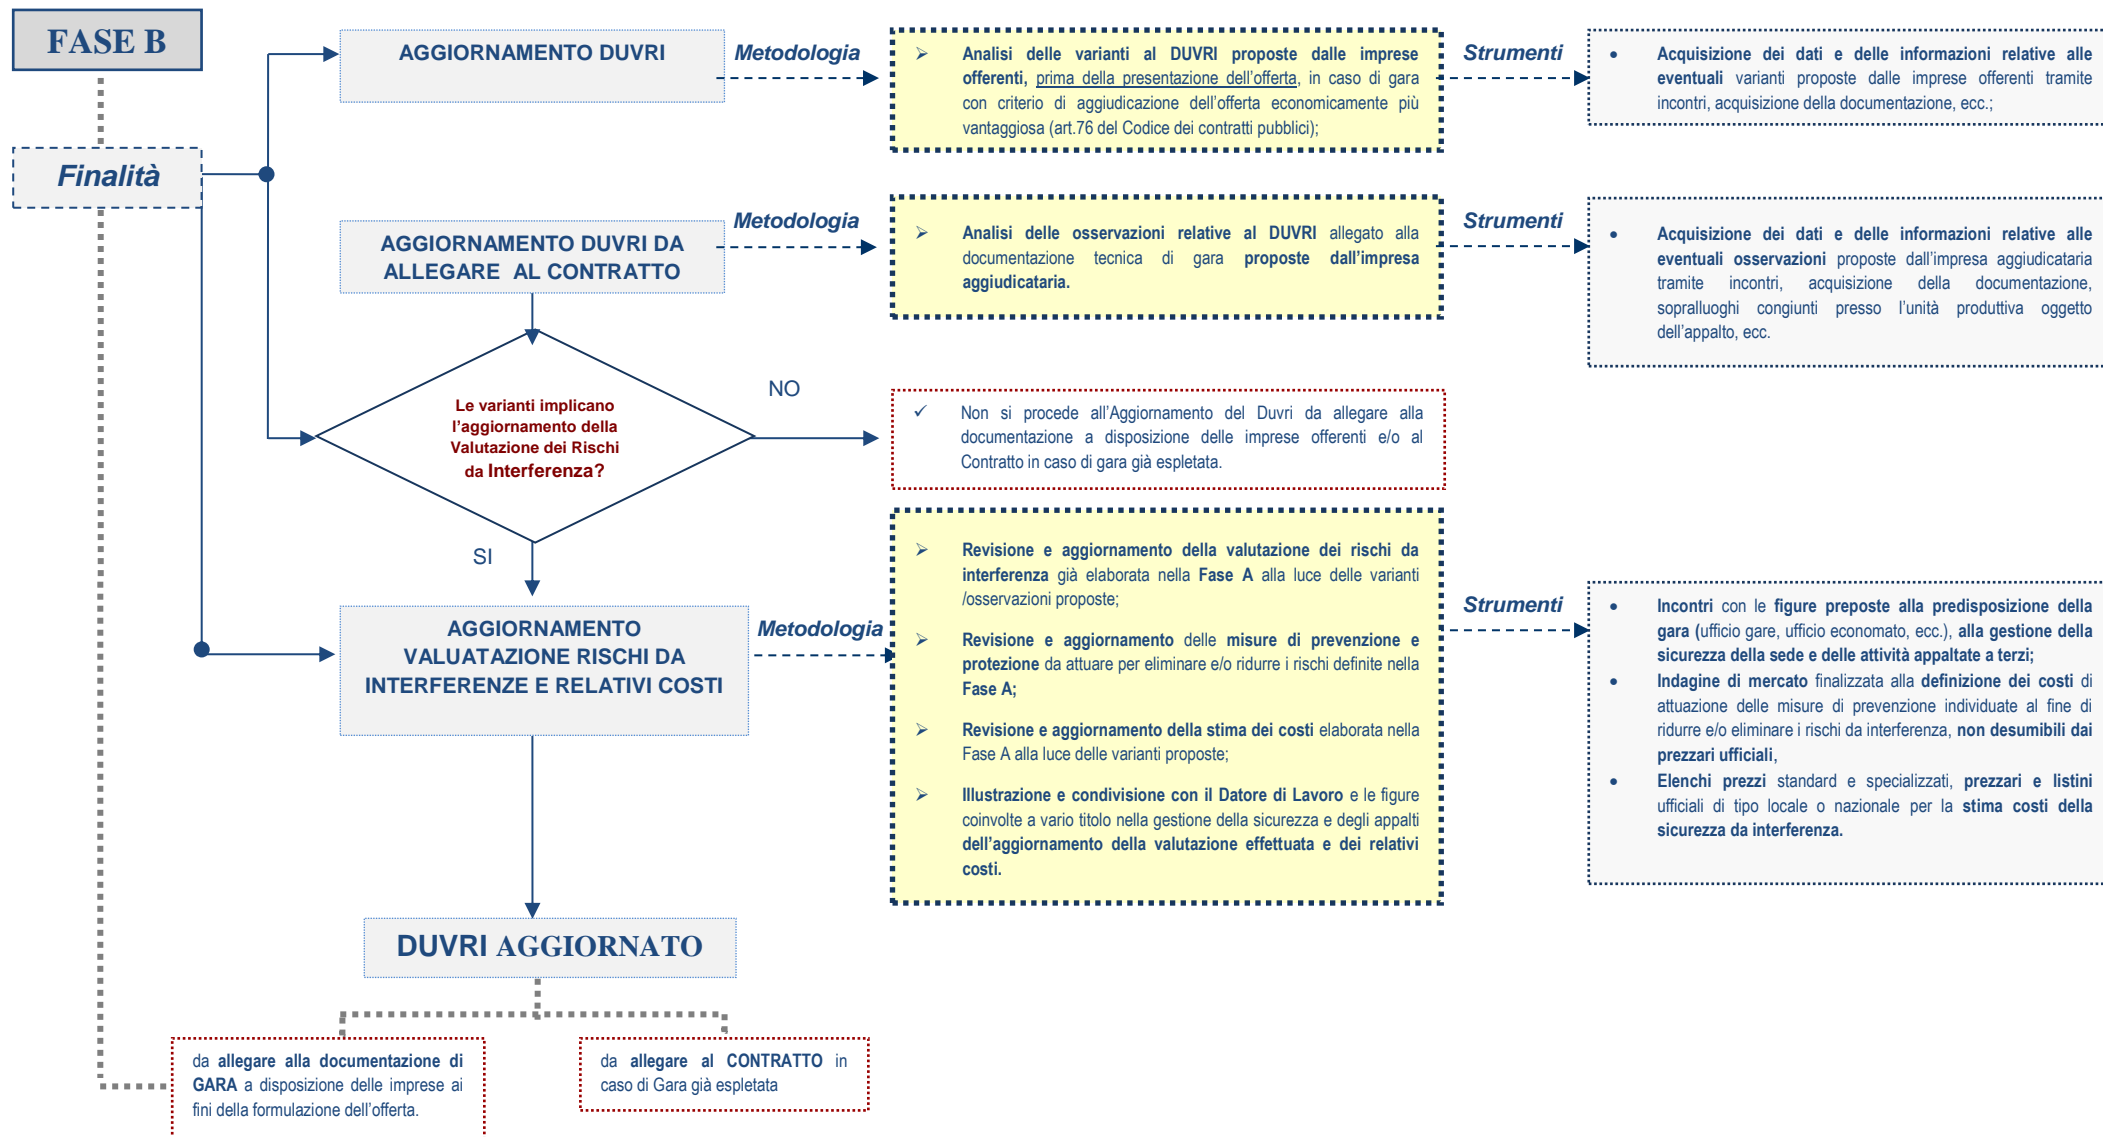 FASE B
Finalità
AGGIORNAMENTO DUVRI
Metodologia
➢ Analisi delle varianti al DUVRI proposte dalle imprese
offerenti, prima della presentazione dell'offerta, in caso di gara
con criterio di aggiudicazione dell'offerta economicamente più
vantaggiosa (art.76 del Codice dei contratti pubblici);
Strumenti
• Acquisizione dei dati e delle informazioni relative alle
eventuali varianti proposte dalle imprese offerenti tramite
incontri, acquisizione della documentazione, ecc.;
AGGIORNAMENTO DUVRI DA
ALLEGARE AL CONTRATTO
Metodologia
➢ Analisi delle osservazioni relative al DUVRI allegato alla
documentazione tecnica di gara proposte dall'impresa
aggiudicataria.
Strumenti
• Acquisizione dei dati e delle informazioni relative alle
eventuali osservazioni proposte dall'impresa aggiudicataria
tramite incontri, acquisizione della documentazione,
sopralluoghi congiunti presso l'unità produttiva oggetto
dell'appalto, ecc.
Le varianti implicano
l'aggiornamento della
Valutazione dei Rischi
da Interferenza?
NO
✓ Non si procede all'Aggiornamento del Duvri da allegare alla
documentazione a disposizione delle imprese offerenti e/o al
Contratto in caso di gara già espletata.
SI
AGGIORNAMENTO
VALUATAZIONE RISCHI DA
INTERFERENZE E RELATIVI COSTI
Metodologia
➢ Revisione e aggiornamento della valutazione dei rischi da
interferenza già elaborata nella Fase A alla luce delle varianti
/osservazioni proposte;
➢ Revisione e aggiornamento delle misure di prevenzione e
protezione da attuare per eliminare e/o ridurre i rischi definite nella
Fase A;
➢ Revisione e aggiornamento della stima dei costi elaborata nella
Fase A alla luce delle varianti proposte;
➢ Illustrazione e condivisione con il Datore di Lavoro e le figure
coinvolte a vario titolo nella gestione della sicurezza e degli appalti
dell'aggiornamento della valutazione effettuata e dei relativi
costi.
Strumenti
• Incontri con le figure preposte alla predisposizione della
gara (ufficio gare, ufficio economato, ecc.), alla gestione della
sicurezza della sede e delle attività appaltate a terzi;
• Indagine di mercato finalizzata alla definizione dei costi di
attuazione delle misure di prevenzione individuate al fine di
ridurre e/o eliminare i rischi da interferenza, non desumibili dai
prezzari ufficiali,
• Elenchi prezzi standard e specializzati, prezzari e listini
ufficiali di tipo locale o nazionale per la stima costi della
sicurezza da interferenza.
DUVRI AGGIORNATO
da allegare alla documentazione di
GARA a disposizione delle imprese ai
fini della formulazione dell'offerta.
da allegare al CONTRATTO in
caso di Gara già espletata